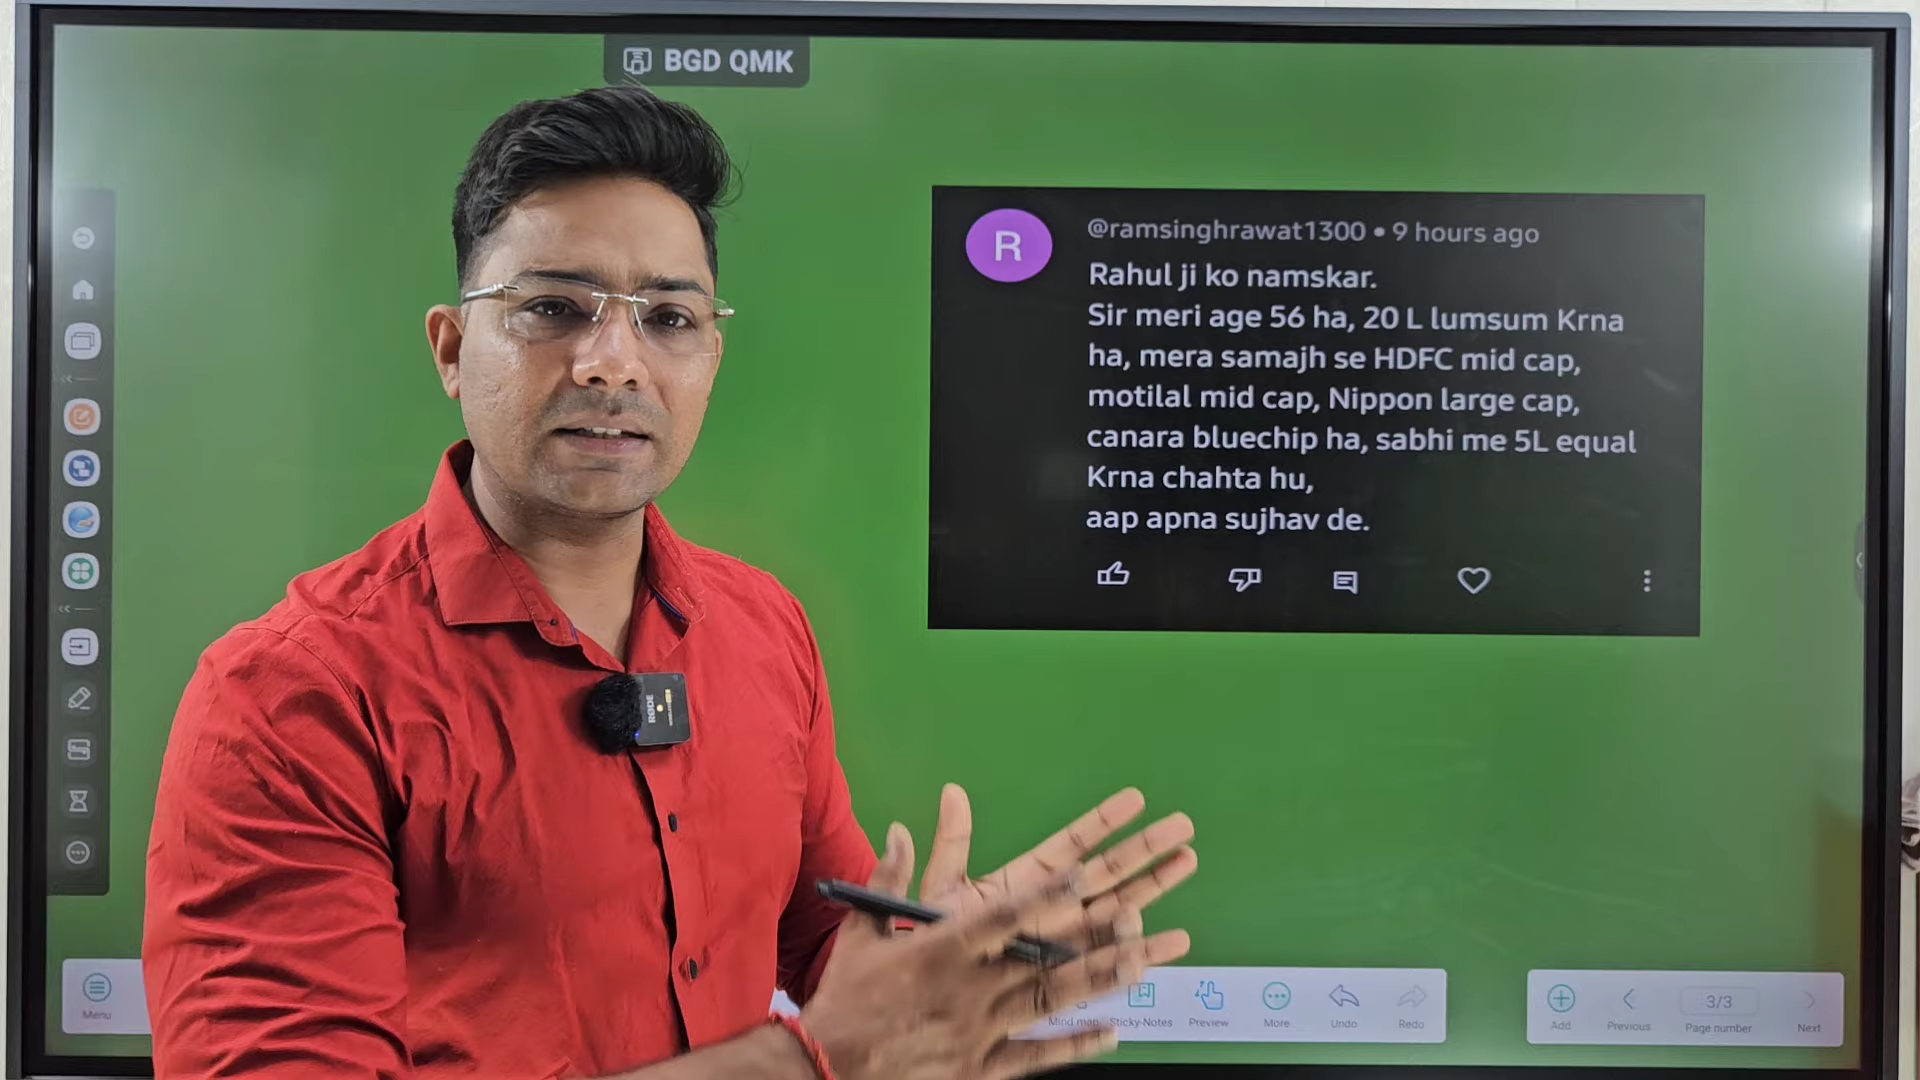 BGD QMK
R
@ramsinghrawat1300 • 9 hours ago
Rahul ji ko namskar.
Sir meri age 56 ha, 20 L lumsum Krna
ha, mera samajh se HDFC mid cap,
motilal mid cap, Nippon large cap,
canara bluechip ha, sabhi me 5L equal
Krna chahta hu,
aap apna sujhav de.
RØDE
Menu
Mind map
Sticky-Notes
Preview
More
Undo
Redo
Add
Previous
3/3
Page number
Next